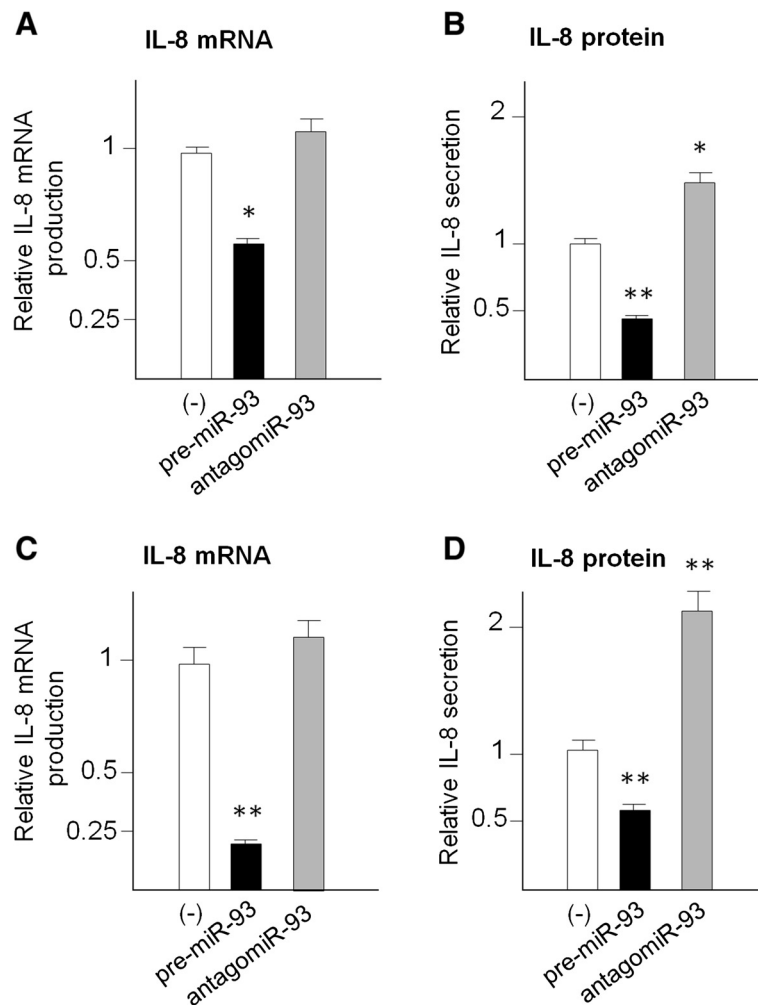 A
IL-8 mRNA
Relative IL-8 mRNA
production
1
0.5
0.25
*
(-)
pre-miR-93
antagomiR-93
B
IL-8 protein
Relative IL-8 secretion
2
1
0.5
**
*
(-)
pre-miR-93
antagomiR-93
C
IL-8 mRNA
Relative IL-8 mRNA
production
1
0.5
0.25
**
(-)
pre-miR-93
antagomiR-93
D
IL-8 protein
Relative IL-8 secretion
2
1
0.5
**
**
(-)
pre-miR-93
antagomiR-93